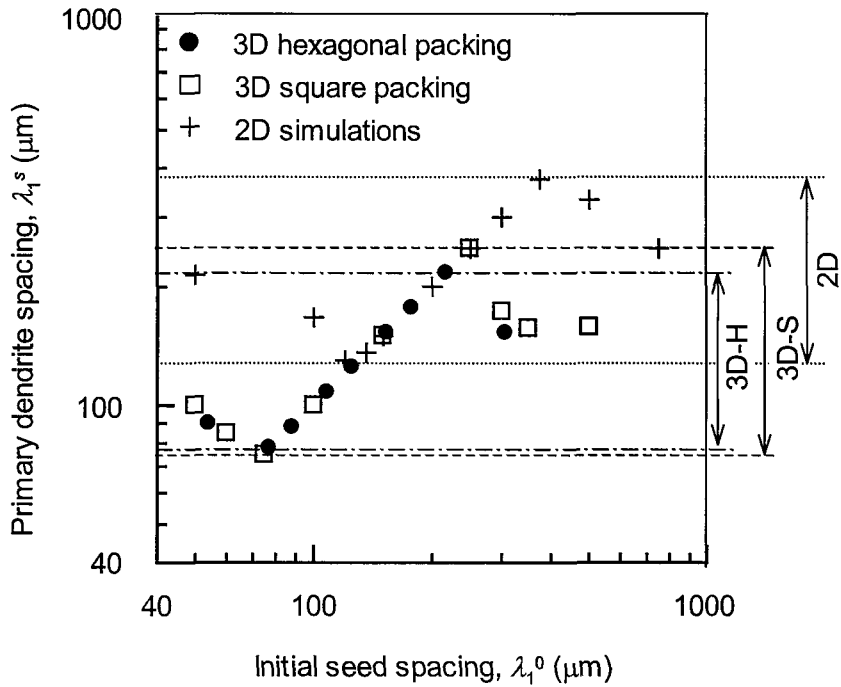 1000
3D hexagonal packing
3D square packing
2D simulations
Primary dendrite spacing, λ₁ˢ (μm)
100
40
40
100
1000
Initial seed spacing, λ₁⁰ (μm)
3D-H
3D-S
2D